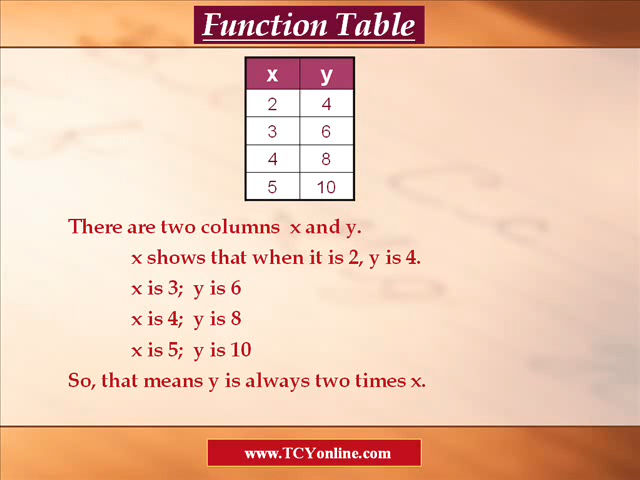 Function Table
x y
2 4
3 6
4 8
5 10
There are two columns x and y.
x shows that when it is 2, y is 4.
x is 3; y is 6
x is 4; y is 8
x is 5; y is 10
So, that means y is always two times x.
www.TCYonline.com